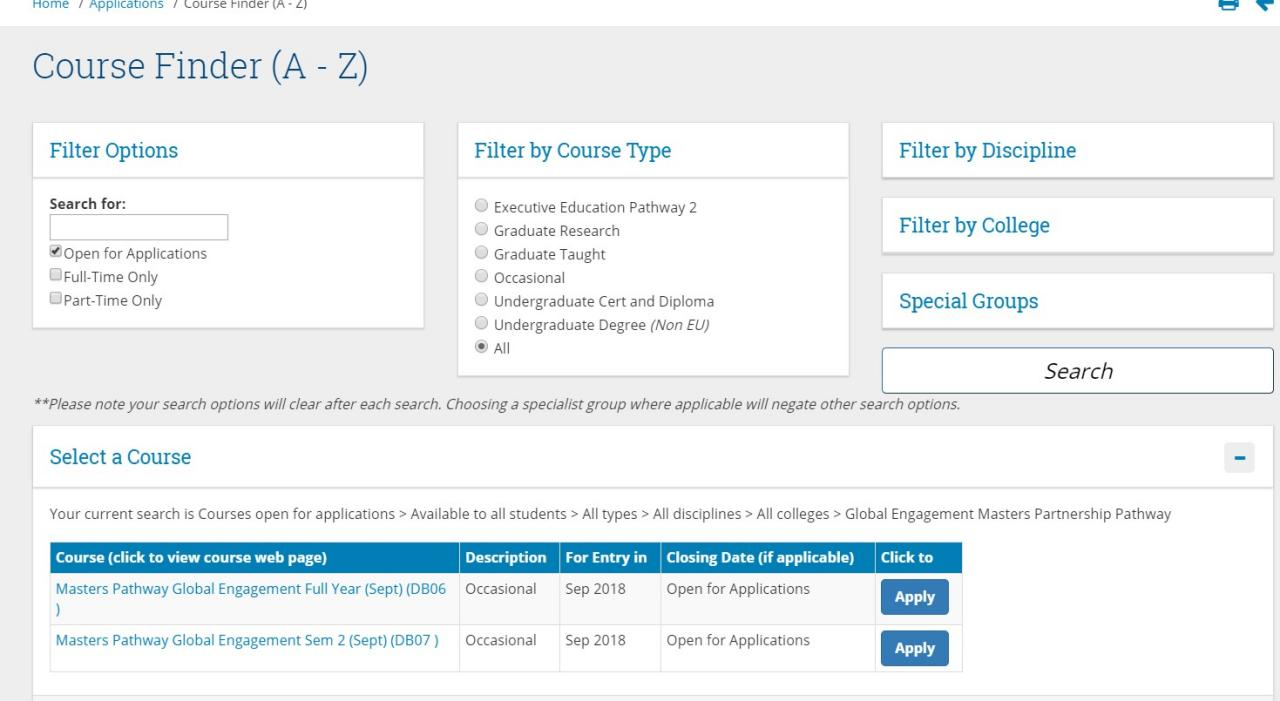 Home / Applications / Course Finder (A - Z)
Course Finder (A - Z)
Filter Options
Search for:
Open for Applications
Full-Time Only
Part-Time Only
Filter by Course Type
Executive Education Pathway 2
Graduate Research
Graduate Taught
Occasional
Undergraduate Cert and Diploma
Undergraduate Degree (Non EU)
All
Filter by Discipline
Filter by College
Special Groups
Search
**Please note your search options will clear after each search. Choosing a specialist group where applicable will negate other search options.
Select a Course
Your current search is Courses open for applications > Available to all students > All types > All disciplines > All colleges > Global Engagement Masters Partnership Pathway
Course (click to view course web page) Description For Entry in Closing Date (if applicable) Click to
Masters Pathway Global Engagement Full Year (Sept) (DB06 Occasional Sep 2018 Open for Applications Apply
)
Masters Pathway Global Engagement Sem 2 (Sept) (DB07 ) Occasional Sep 2018 Open for Applications Apply